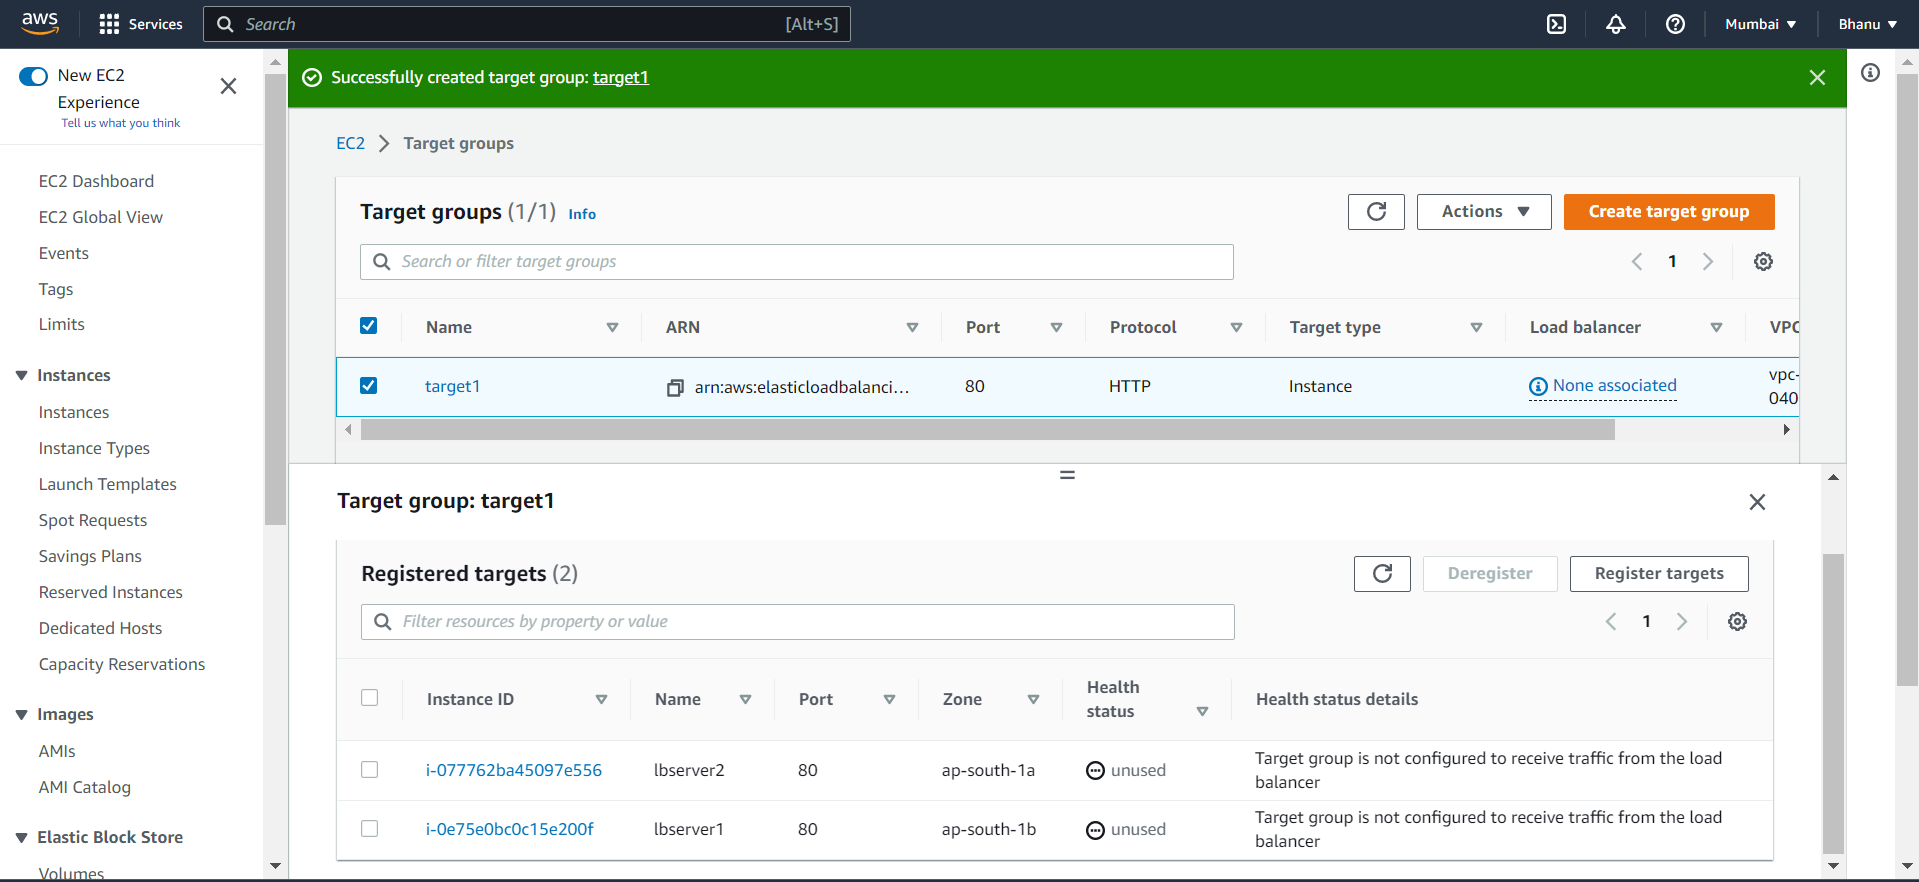 aws
Services
Search
[Alt+S]
Mumbai
Bhanu
New EC2
Experience
Tell us what you think
EC2 Dashboard
EC2 Global View
Events
Tags
Limits
Instances
Instances
Instance Types
Launch Templates
Spot Requests
Savings Plans
Reserved Instances
Dedicated Hosts
Capacity Reservations
Images
AMIs
AMI Catalog
Elastic Block Store
Volumes
Successfully created target group: target1
EC2 > Target groups
Target groups (1/1) Info
Actions
Create target group
Search or filter target groups
1
Name ARN Port Protocol Target type Load balancer VPC
target1 arn:aws:elasticloadbalanci... 80 HTTP Instance None associated vpc-
040
Target group: target1
Registered targets (2)
Deregister
Register targets
Filter resources by property or value
1
Instance ID Name Port Zone Health status Health status details
i-077762ba45097e556 lbserver2 80 ap-south-1a unused Target group is not configured to receive traffic from the load
balancer
i-0e75e0bc0c15e200f lbserver1 80 ap-south-1b unused Target group is not configured to receive traffic from the load
balancer